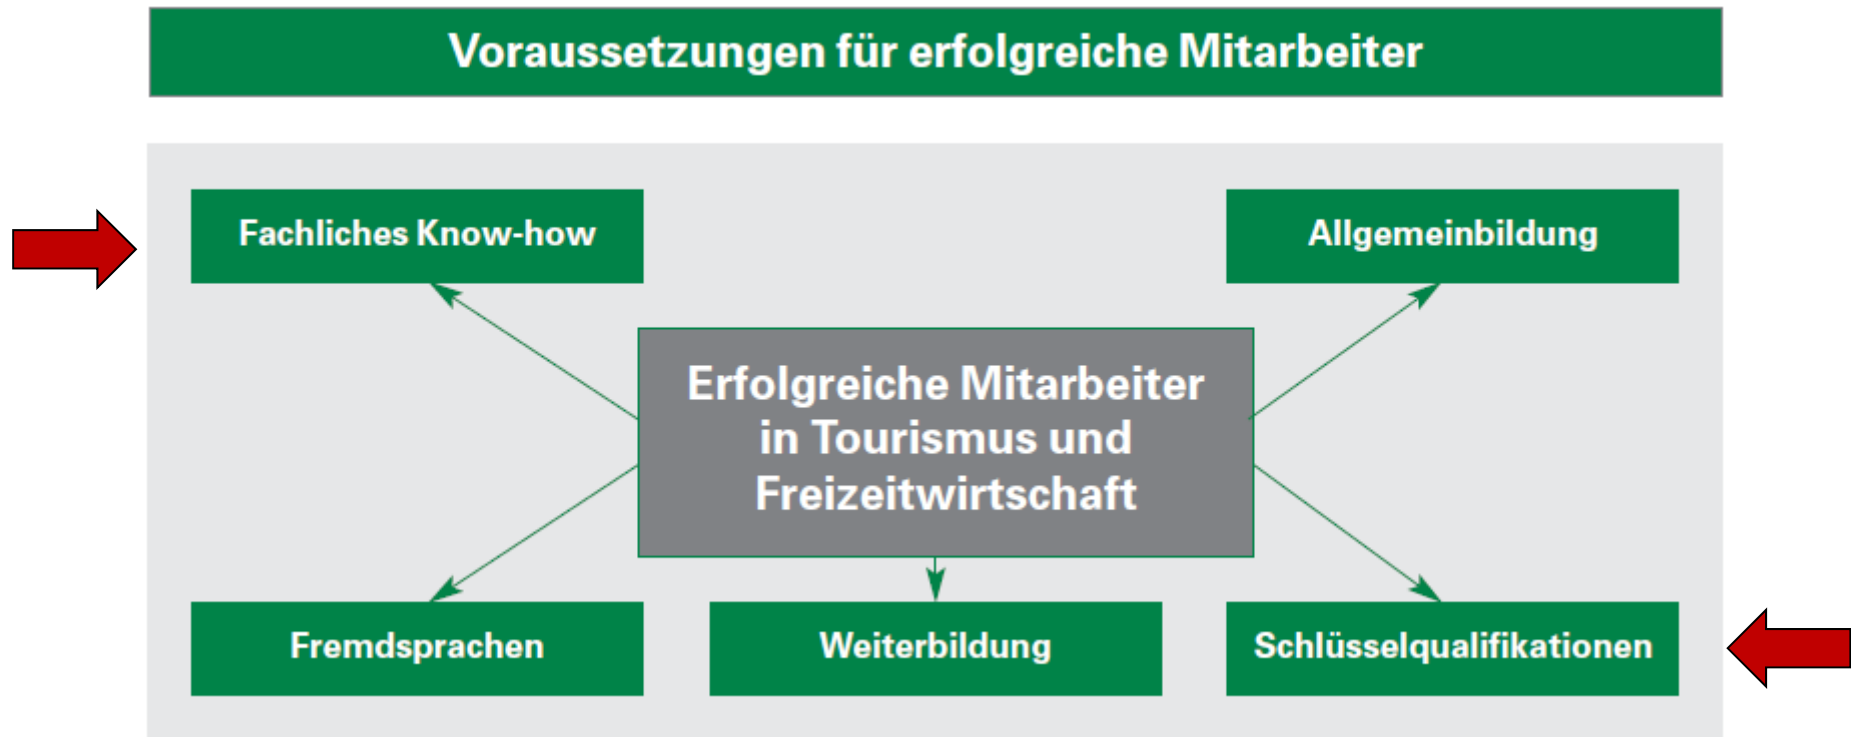 Voraussetzungen für erfolgreiche Mitarbeiter
Fachliches Know-how
Allgemeinbildung
Erfolgreiche Mitarbeiter
in Tourismus und
Freizeitwirtschaft
Fremdsprachen
Weiterbildung
Schlüsselqualifikationen